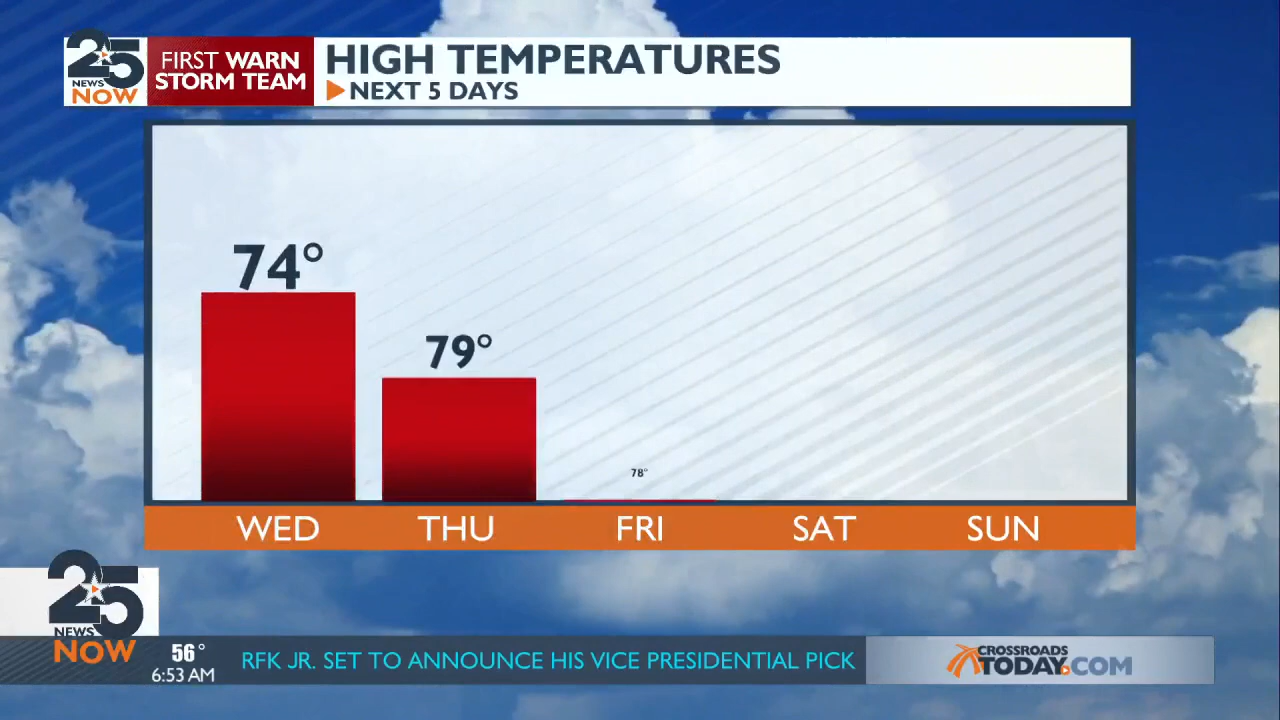 25
NEWS
NOW
FIRST WARN
STORM TEAM
HIGH TEMPERATURES
NEXT 5 DAYS
74°
79°
78°
WED THU FRI SAT SUN
25
NEWS
NOW
56°
6:53 AM
RFK JR. SET TO ANNOUNCE HIS VICE PRESIDENTIAL PICK
CROSSROADS
TODAY.COM